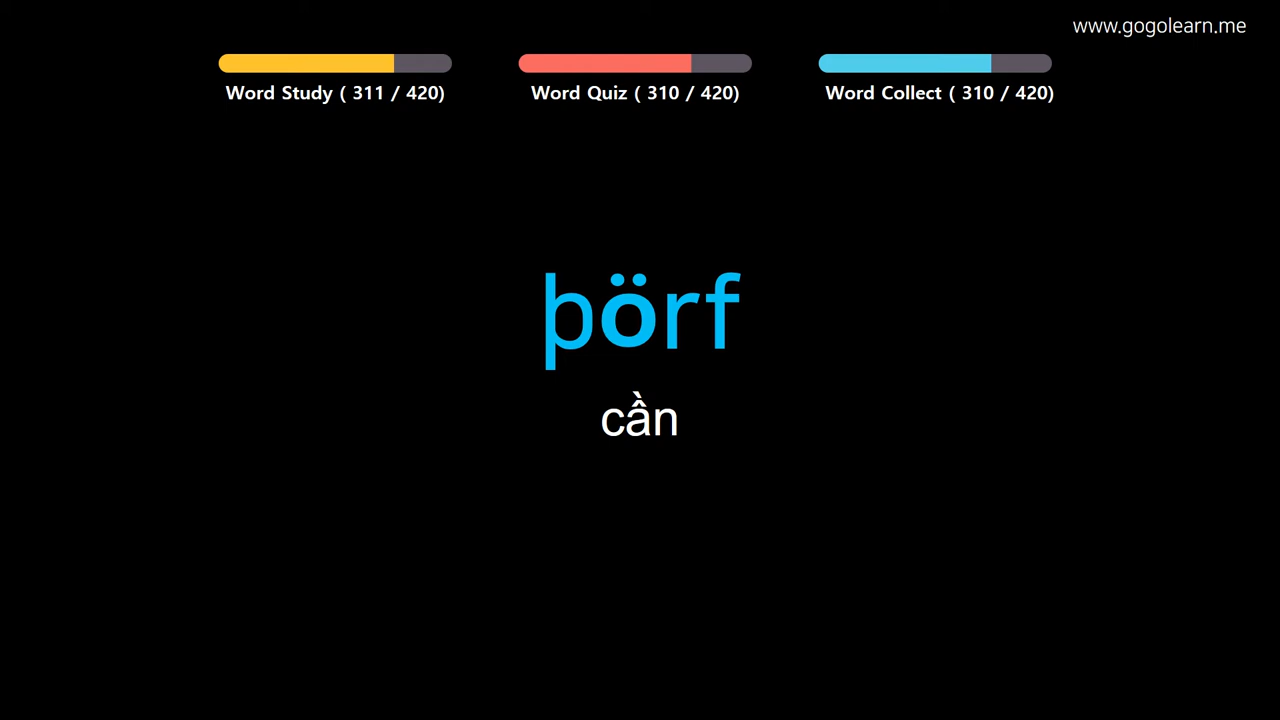 www.gogolearn.me
Word Study ( 311 / 420)
Word Quiz ( 310 / 420)
Word Collect ( 310 / 420)
þörf
cần